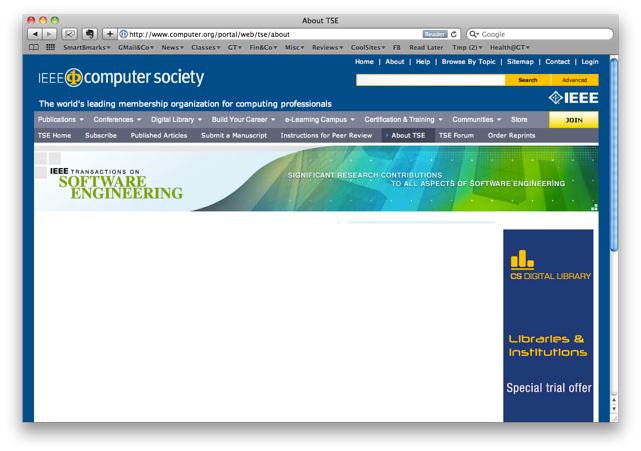 About TSE
http://www.computer.org/portal/web/tse/about
Reader
Google
Smart8marks GMail&Co News Classes GT Fin&Co Misc Reviews CoolSites FB Read Later Tmp (2) Health@GT
Home | About | Help | Browse By Topic | Sitemap | Contact | Login
IEEE computer society
Search Advanced
The world's leading membership organization for computing professionals
IEEE
Publications Conferences Digital Library Build Your Career e-Learning Campus Certification & Training Communities Store JOIN
TSE Home Subscribe Published Articles Submit a Manuscript Instructions for Peer Review About TSE TSE Forum Order Reprints
IEEE TRANSACTIONS ON
SOFTWARE
ENGINEERING
SIGNIFICANT RESEARCH CONTRIBUTIONS
TO ALL ASPECTS OF SOFTWARE ENGINEERING
CS DIGITAL LIBRARY
Libraries &
Institutions
Special trial offer